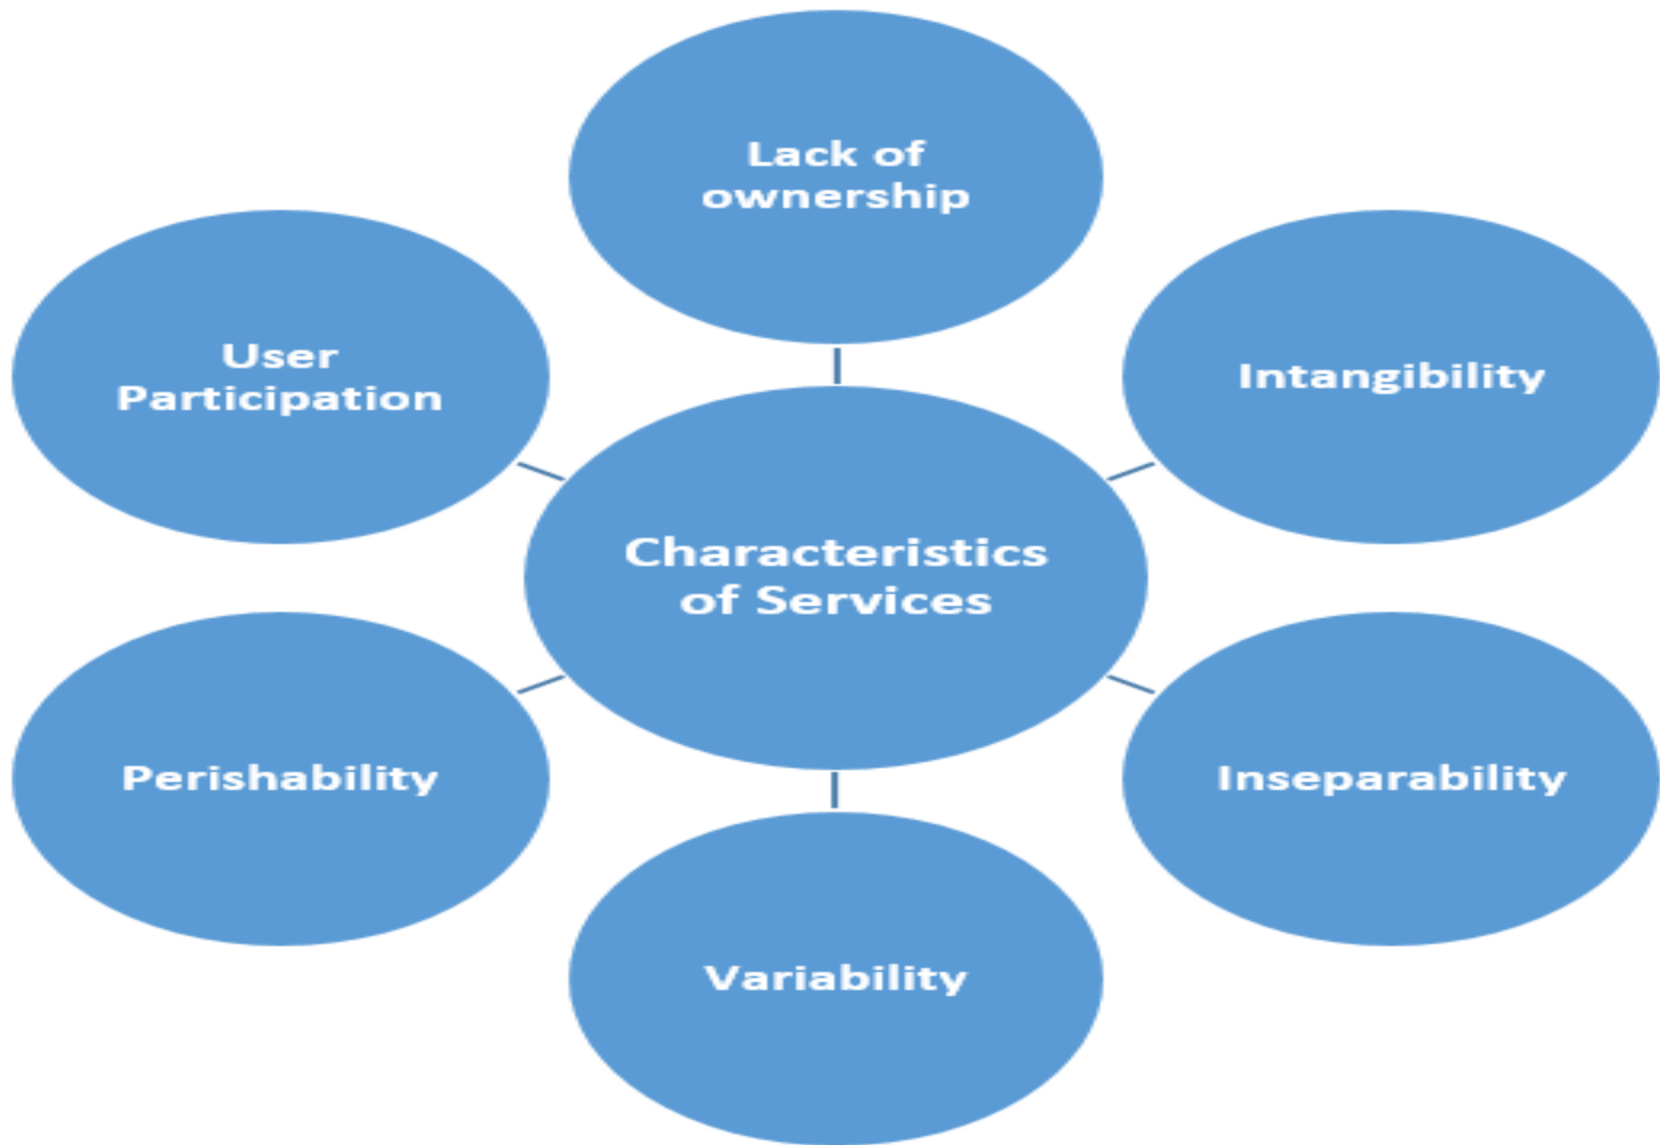 Lack of
ownership
User
Participation
Intangibility
Characteristics
of Services
Perishability
Inseparability
Variability